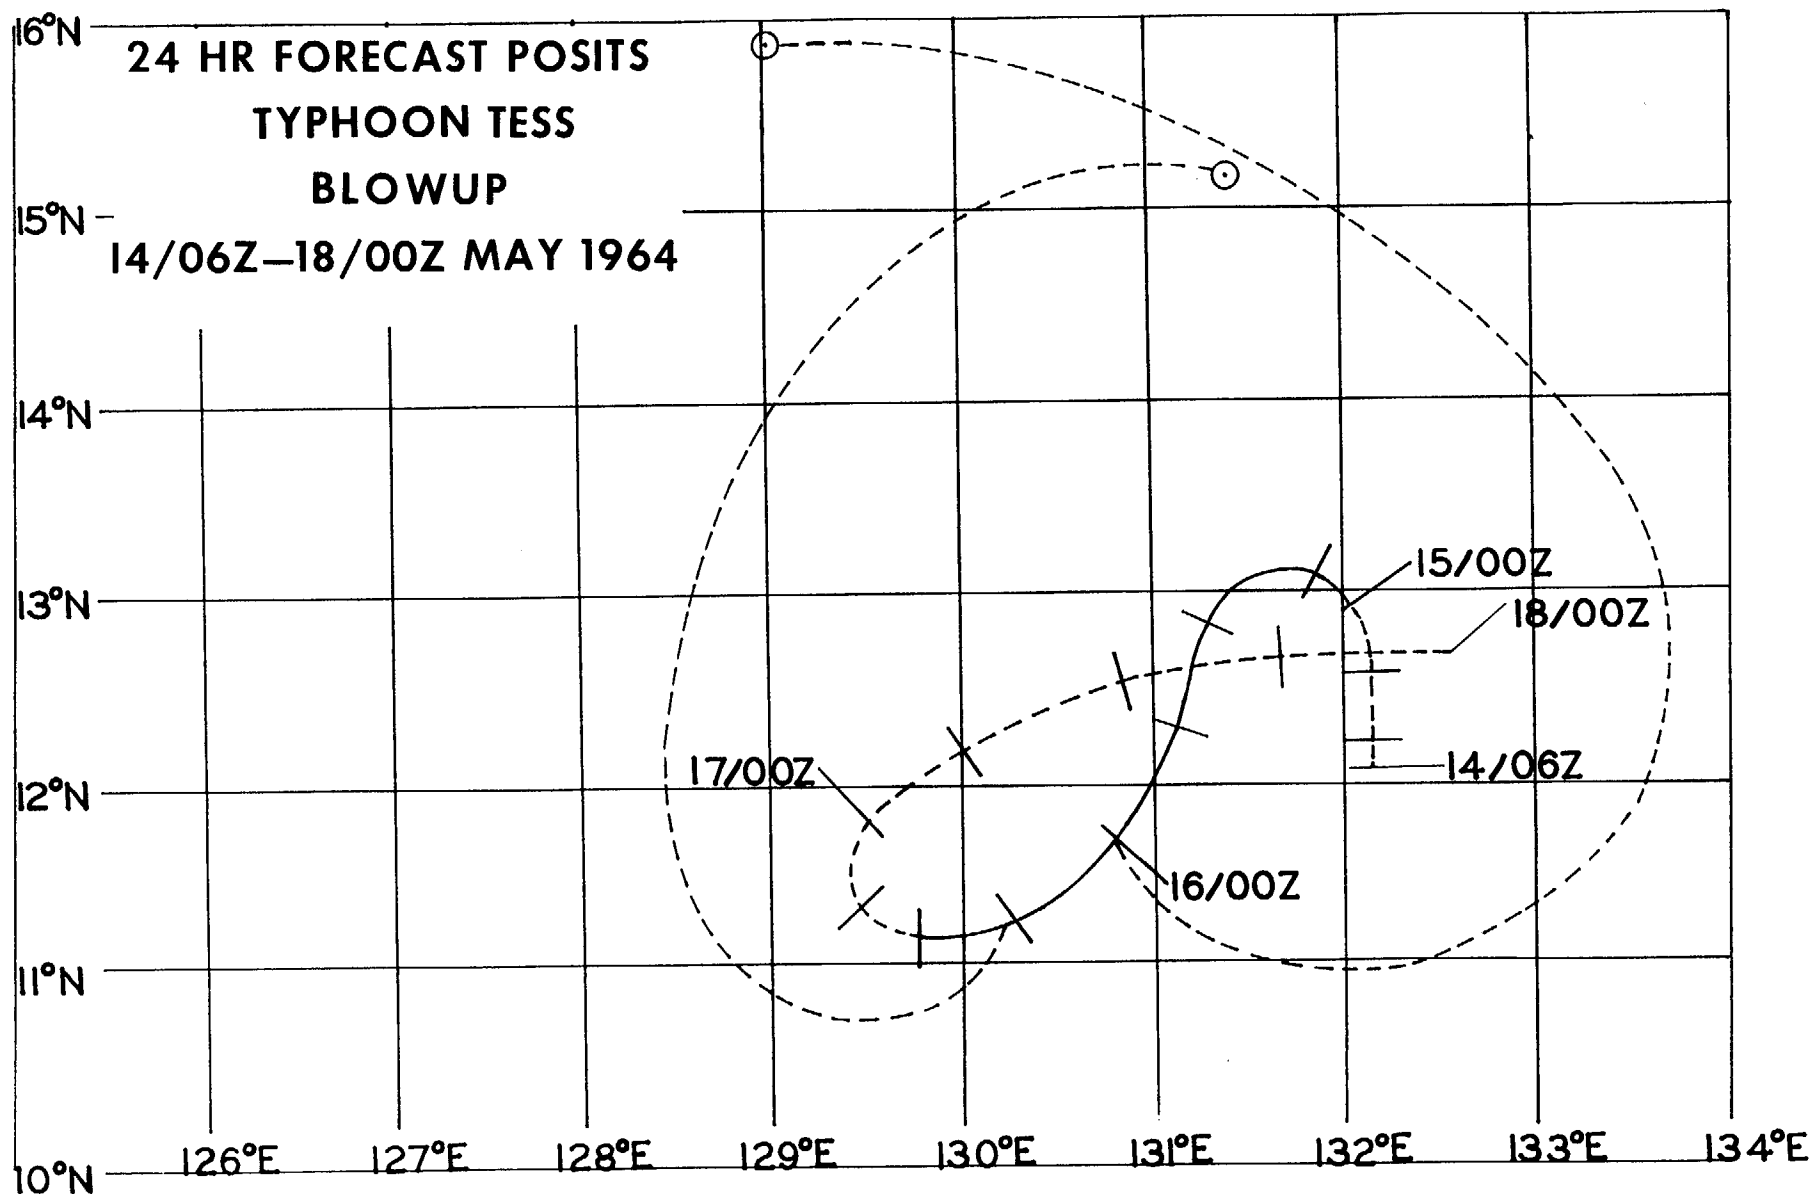 16°N
24 HR FORECAST POSITS
TYPHOON TESS
BLOWUP
15°N
14/06Z—18/00Z MAY 1964
14°N
15/00Z
13°N
18/00Z
17/00Z
14/06Z
12°N
16/00Z
11°N
126°E 127°E 128°E 129°E 130°E 131°E 132°E 133°E 134°E
10°N